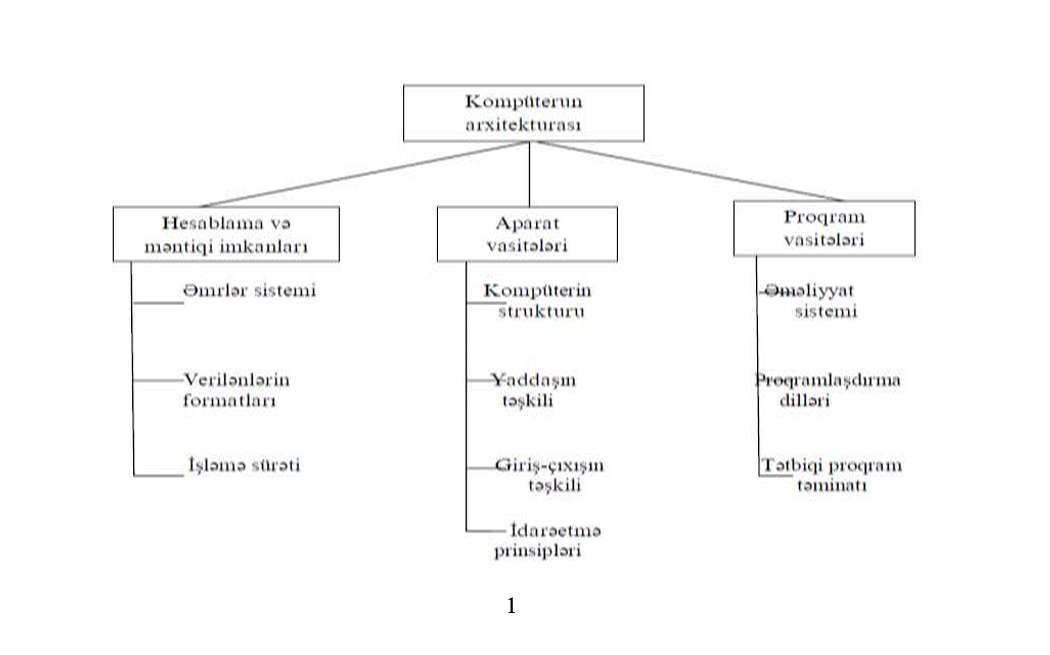 Kompüterun
arxitekturası
Hesablama və
məntiqi imkanları
Əmrlər sistemi
Verilənlərin
formatları
İşləmə sürəti
Aparat
vasitələri
Kompüterin
strukturu
Yaddaşın
təşkili
Giriş-çıxışın
təşkili
İdarəetmə
prinsipləri
Proqram
vasitələri
Əməliyyat
sistemi
Proqramlaşdırma
dilləri
Tətbiqi proqram
təminatı
1